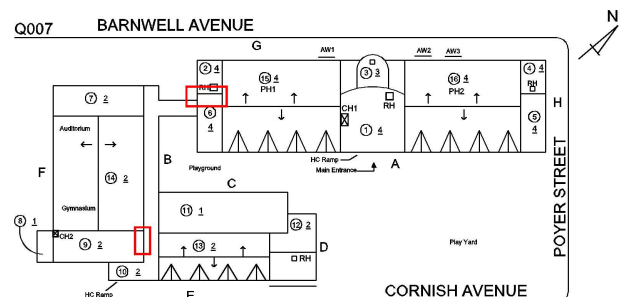 Q007 BARNWELL AVENUE
N
G AW1 AW2 AW3
2 4 15 4 3 3 16 4 4 4
RH PH1 RH PH2 RH
7 2 6 4 CH1 H
1 4 5 4
Auditorium
F 14 2 B HC Ramp A
Playground Main Entrance
C
Gymnasium 11 1
8 1 12 2
CH2 9 2 13 2 D Play Yard
10 2 RH
HC Ramp E CORNISH AVENUE
POYER STREET